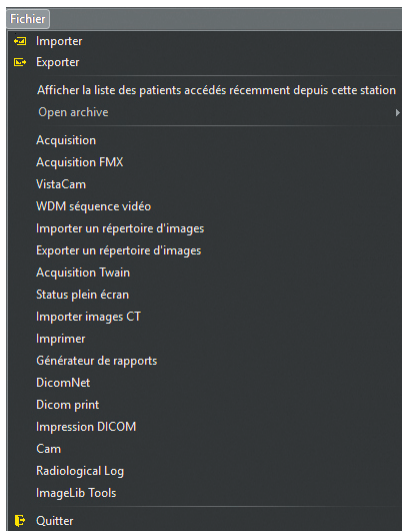 Fichier
Importer
Exporter
Afficher la liste des patients accédés récemment depuis cette station
Open archive
Acquisition
Acquisition FMX
VistaCam
WDM séquence vidéo
Importer un répertoire d'images
Exporter un répertoire d'images
Acquisition Twain
Status plein écran
Importer images CT
Imprimer
Générateur de rapports
DicomNet
Dicom print
Impression DICOM
Cam
Radiological Log
ImageLib Tools
Quitter